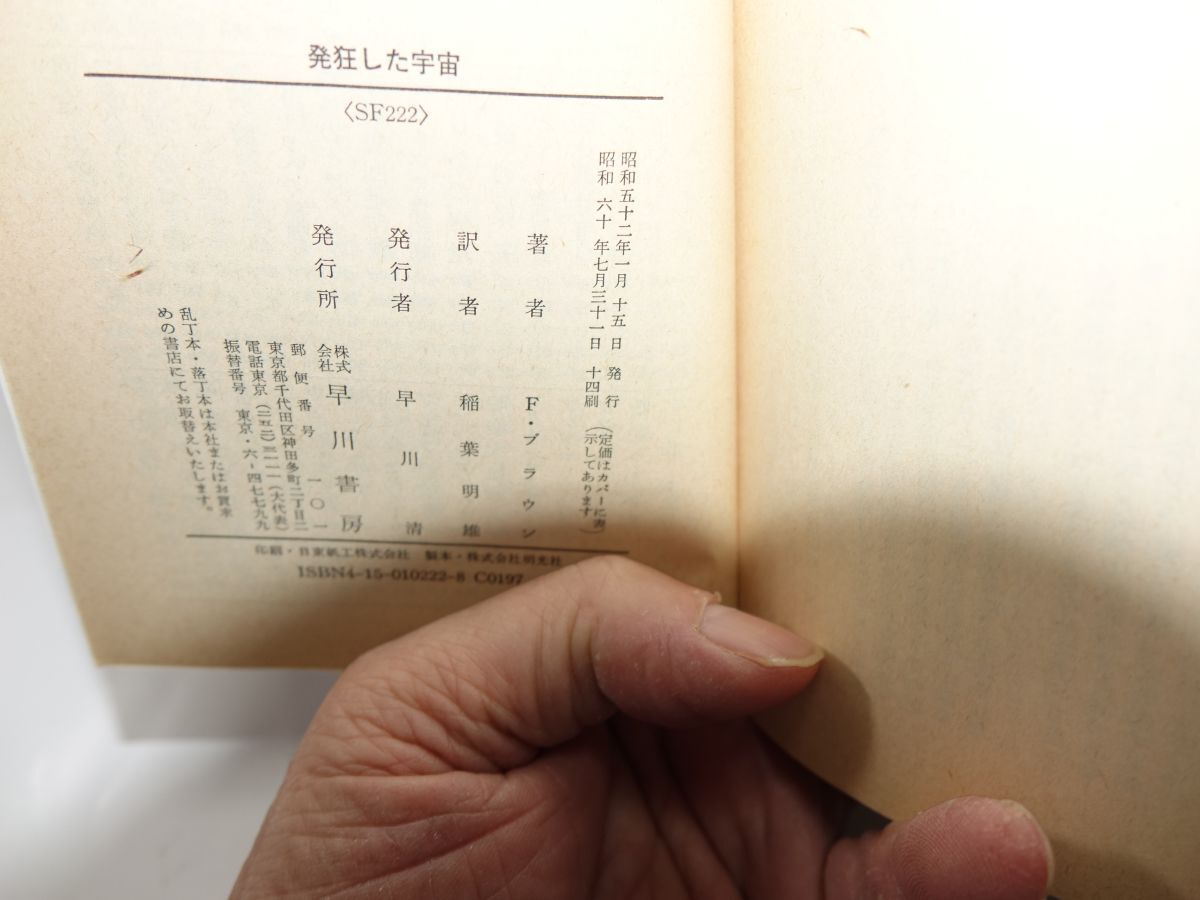 発狂した宇宙
〈SF222〉
昭和五十二年一月 十五 日 発 行
昭和 六十 年七月三十一日 十四刷
(定価はカバーに表
示してあります)
著者 F・ブラウン
訳者 稲葉明雄
発行者 早川清
発行所 株式会社 早川書房
郵便番号 一〇一
東京都千代田区神田多町二丁目二
電話東京(二五二)三一一一(大代表)
振替番号 東京・六-四七七九九
乱丁本・落丁本は本社またはお買求
めの書店にてお取替えいたします。
印刷・日東紙工株式会社 製本・株式会社明光社
ISBN4-15-010222-8 C0197